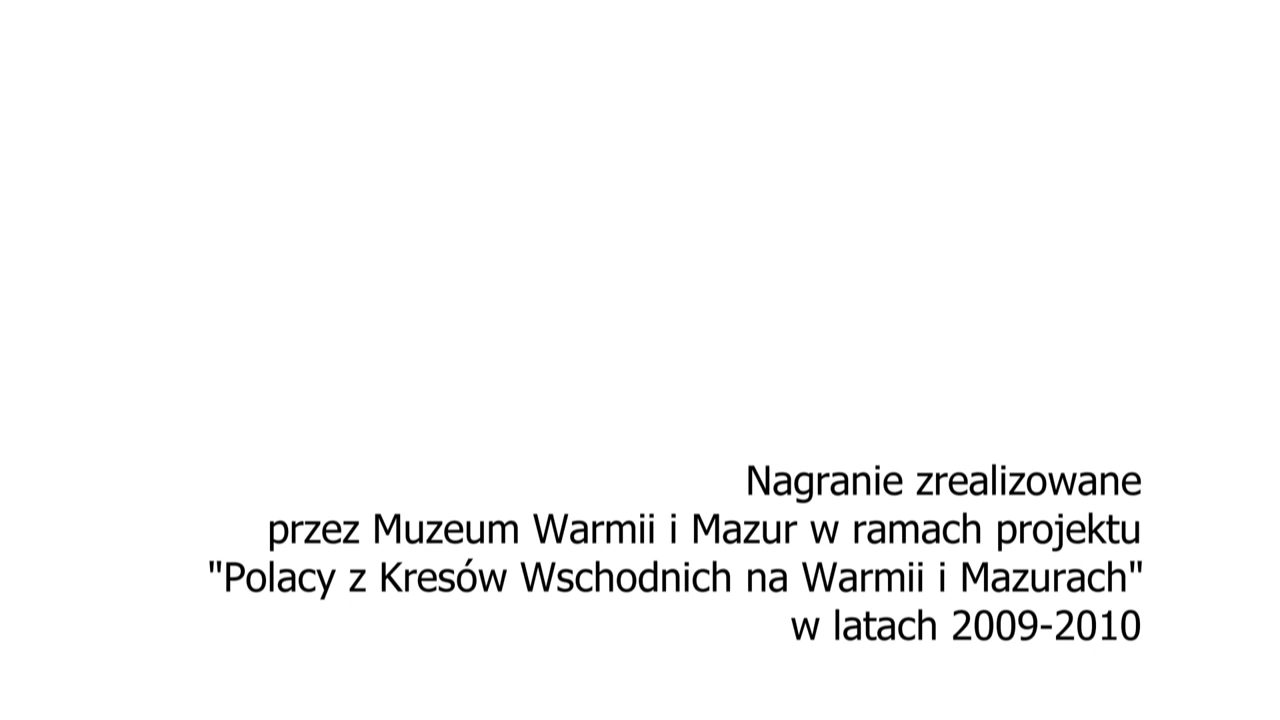 Nagranie zrealizowane
przez Muzeum Warmii i Mazur w ramach projektu
"Polacy z Kresów Wschodnich na Warmii i Mazurach"
w latach 2009-2010